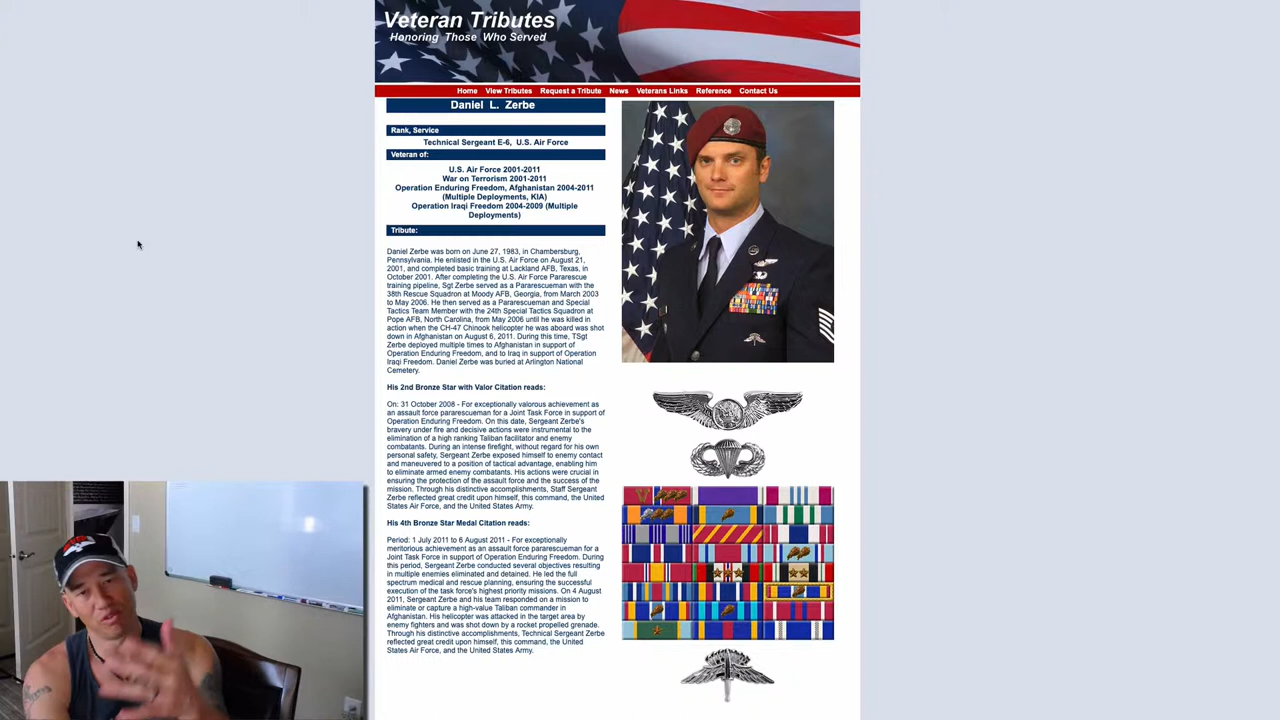 Veteran Tributes
Honoring Those Who Served
Home View Tributes Request a Tribute News Veterans Links Reference Contact Us
Daniel L. Zerbe
Rank, Service
Technical Sergeant E-6, U.S. Air Force
Veteran of:
U.S. Air Force 2001-2011
War on Terrorism 2001-2011
Operation Enduring Freedom, Afghanistan 2004-2011
(Multiple Deployments, KIA)
Operation Iraqi Freedom 2004-2009 (Multiple
Deployments)
Tribute:
Daniel Zerbe was born on June 27, 1983, in Chambersburg,
Pennsylvania. He enlisted in the U.S. Air Force on August 21,
2001, and completed basic training at Lackland AFB, Texas, in
October 2001. After completing the U.S. Air Force Pararescue
training pipeline, Sgt Zerbe served as a Pararescueman with the
38th Rescue Squadron at Moody AFB, Georgia, from March 2003
to May 2006. He then served as a Pararescueman and Special
Tactics Team Member with the 24th Special Tactics Squadron at
Pope AFB, North Carolina, from May 2006 until he was killed in
action when the CH-47 Chinook helicopter he was aboard was shot
down in Afghanistan on August 6, 2011. During this time, TSgt
Zerbe deployed multiple times to Afghanistan in support of
Operation Enduring Freedom, and to Iraq in support of Operation
Iraqi Freedom. Daniel Zerbe was buried at Arlington National
Cemetery.
His 2nd Bronze Star with Valor Citation reads:
On: 31 October 2008 - For exceptionally valorous achievement as
an assault force pararescueman for a Joint Task Force in support of
Operation Enduring Freedom. On this date, Sergeant Zerbe's
bravery under fire and decisive actions were instrumental to the
elimination of a high ranking Taliban facilitator and enemy
combatants. During an intense firefight, without regard for his own
personal safety, Sergeant Zerbe exposed himself to enemy contact
and maneuvered to a position of tactical advantage, enabling him
to eliminate armed enemy combatants. His actions were crucial in
ensuring the protection of the assault force and the success of the
mission. Through his distinctive accomplishments, Staff Sergeant
Zerbe reflected great credit upon himself, this command, the United
States Air Force, and the United States Army.
His 4th Bronze Star Medal Citation reads:
Period: 1 July 2011 to 6 August 2011 - For exceptionally
meritorious achievement as an assault force pararescueman for a
Joint Task Force in support of Operation Enduring Freedom. During
this period, Sergeant Zerbe conducted several objectives resulting
in multiple enemies eliminated and detained. He led the full
spectrum medical and rescue planning, ensuring the successful
execution of the task force's highest priority missions. On 4 August
2011, Sergeant Zerbe and his team responded on a mission to
eliminate or capture a high-value Taliban commander in
Afghanistan. His helicopter was attacked in the target area by
enemy fighters and was shot down by a rocket propelled grenade.
Through his distinctive accomplishments, Technical Sergeant Zerbe
reflected great credit upon himself, this command, the United
States Air Force, and the United States Army.